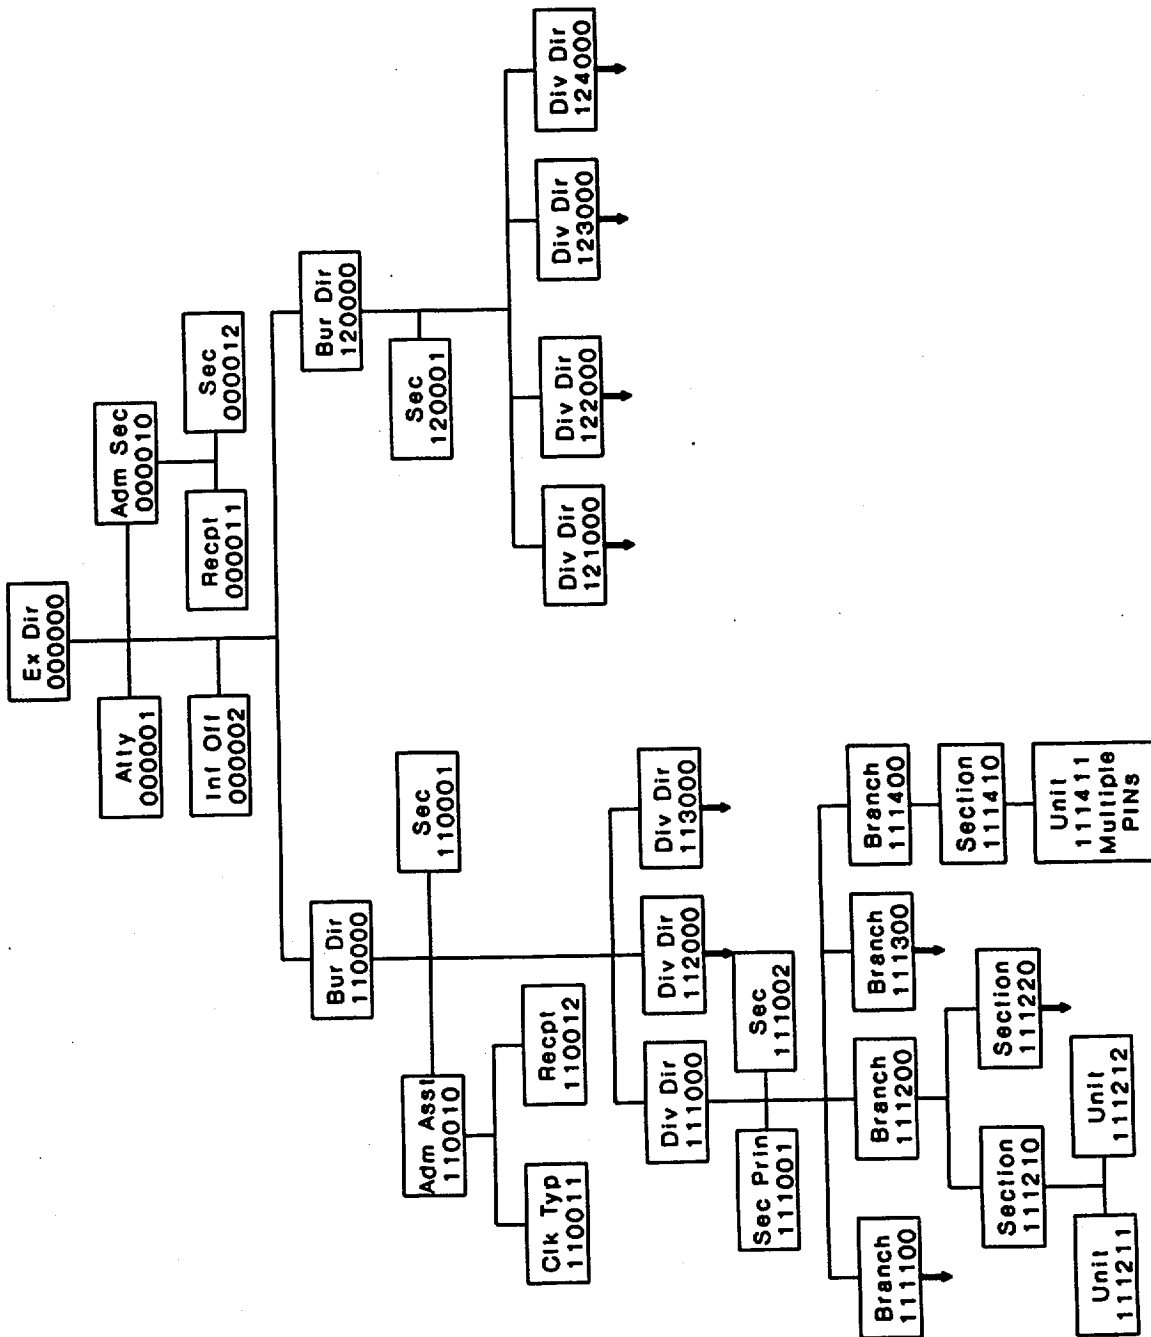 Ex Dir
000000
Atty
000001
Adm Sec
000010
Inf Off
000002
Recpt
000011
Sec
000012
Bur Dir
110000
Bur Dir
120000
Adm Asst
110010
Sec
110001
Sec
120001
Clk Typ
110011
Recpt
110012
Div Dir
121000
Div Dir
122000
Div Dir
123000
Div Dir
124000
Div Dir
111000
Div Dir
112000
Div Dir
113000
Sec Prin
111001
Sec
111002
Branch
111100
Branch
111200
Branch
111300
Branch
111400
Section
111210
Section
111220
Section
111410
Unit
111211
Unit
111212
Unit
111411
Multiple
PINs